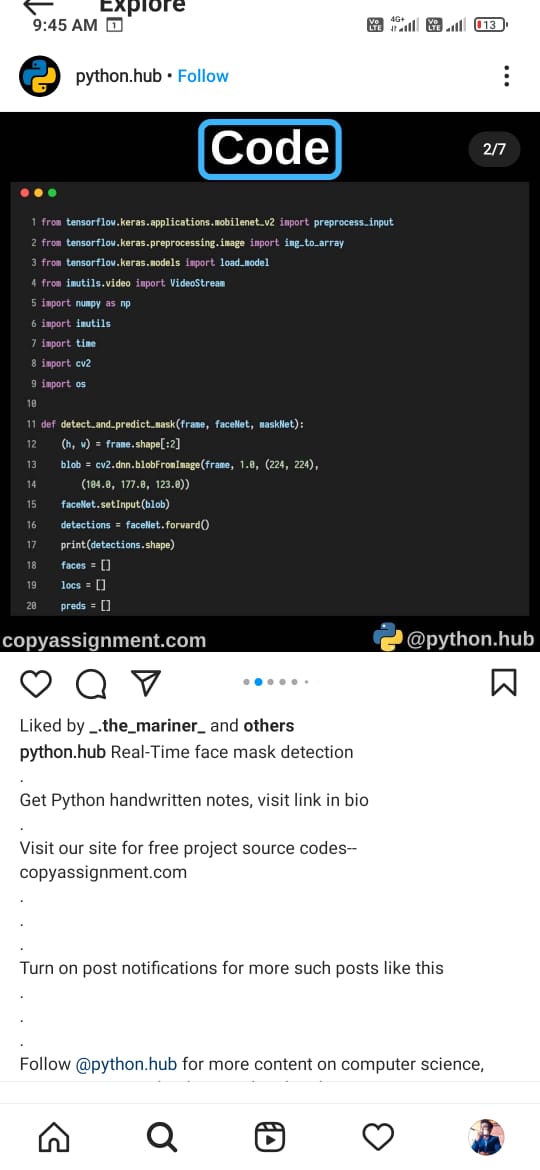 Explore
9:45 AM 1
Vo LTE 4G+ Vo LTE 13
python.hub • Follow
Code
2/7
1 from tensorflow.keras.applications.mobilenet_v2 import preprocess_input
2 from tensorflow.keras.preprocessing.image import img_to_array
3 from tensorflow.keras.models import load_model
4 from imutils.video import VideoStream
5 import numpy as np
6 import imutils
7 import time
8 import cv2
9 import os
10
11 def detect_and_predict_mask(frame, faceNet, maskNet):
12 (h, w) = frame.shape[:2]
13 blob = cv2.dnn.blobFromImage(frame, 1.0, (224, 224),
14 (104.0, 177.0, 123.0))
15 faceNet.setInput(blob)
16 detections = faceNet.forward()
17 print(detections.shape)
18 faces = []
19 locs = []
20 preds = []
copyassignment.com
@python.hub
Liked by _.the_mariner_ and others
python.hub Real-Time face mask detection
.
Get Python handwritten notes, visit link in bio
.
Visit our site for free project source codes--
copyassignment.com
.
.
.
Turn on post notifications for more such posts like this
.
.
.
Follow @python.hub for more content on computer science,